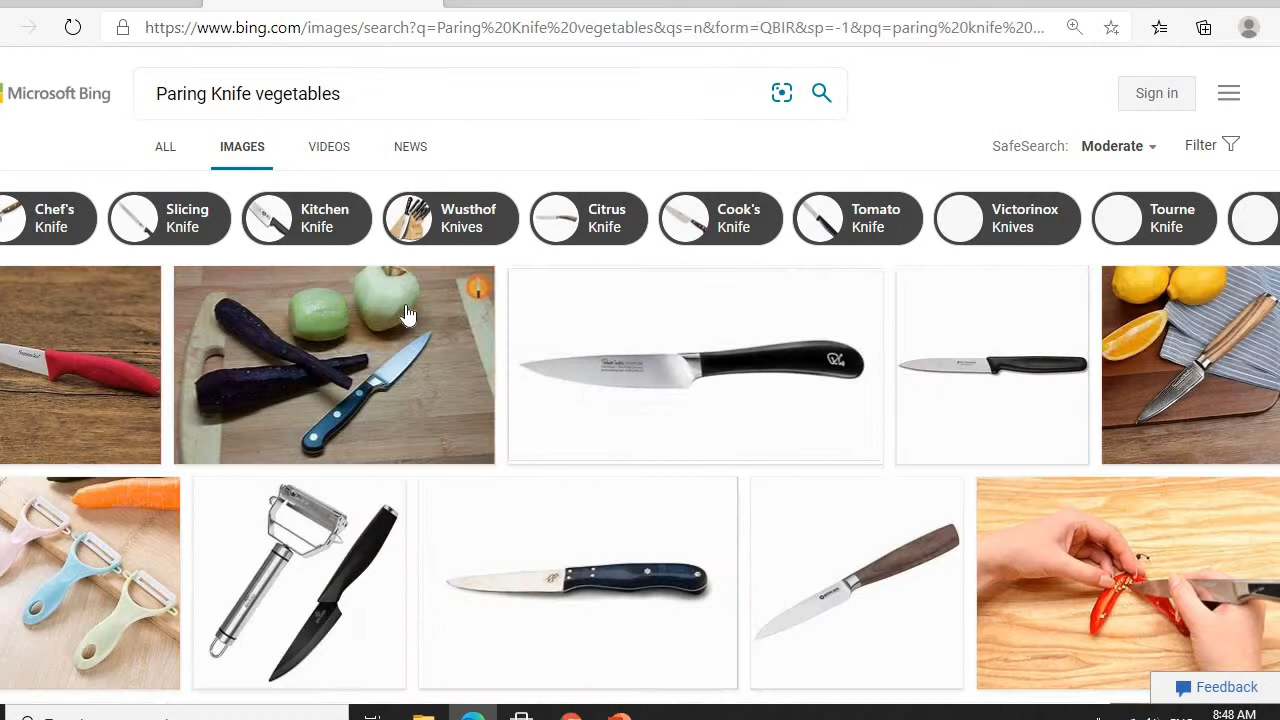 https://www.bing.com/images/search?q=Paring%20Knife%20vegetables&qs=n&form=QBIR&sp=-1&pq=paring%20knife%20...
Microsoft Bing
Paring Knife vegetables
Sign in
ALL
IMAGES
VIDEOS
NEWS
SafeSearch: Moderate
Filter
Chef's
Knife
Slicing
Knife
Kitchen
Knife
Wusthof
Knives
Citrus
Knife
Cook's
Knife
Tomato
Knife
Victorinox
Knives
Tourne
Knife
Feedback
8:48 AM